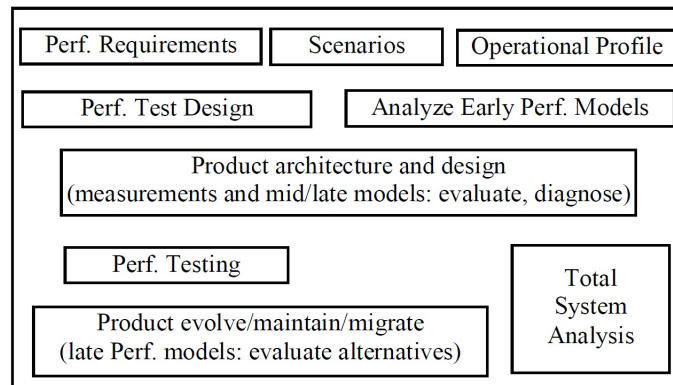 Perf. Requirements
Scenarios
Operational Profile
Perf. Test Design
Analyze Early Perf. Models
Product architecture and design
(measurements and mid/late models: evaluate, diagnose)
Perf. Testing
Total
System
Analysis
Product evolve/maintain/migrate
(late Perf. models: evaluate alternatives)